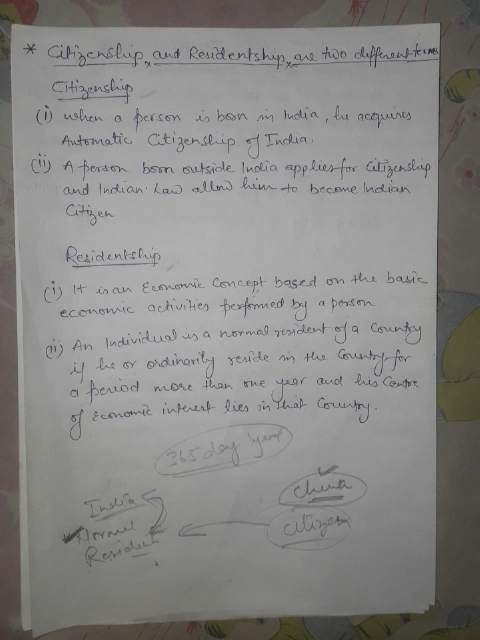 * Citizenship and Residentship are two different terms
Citizenship
(i) when a person is born in India, he acquires
Automatic Citizenship of India.
(ii) A person born outside India applies for Citizenship
and Indian Law allow him to become Indian
Citizen
Residentship
(i) It is an Economic Concept based on the basic
economic activities performed by a person
(ii) An Individual is a normal resident of a Country
if he or ordinarily reside in the Country for
a period more than one year and his Centre
of Economic interest lies in that Country.
365 day year
China
India
Normal
citizen
Resident